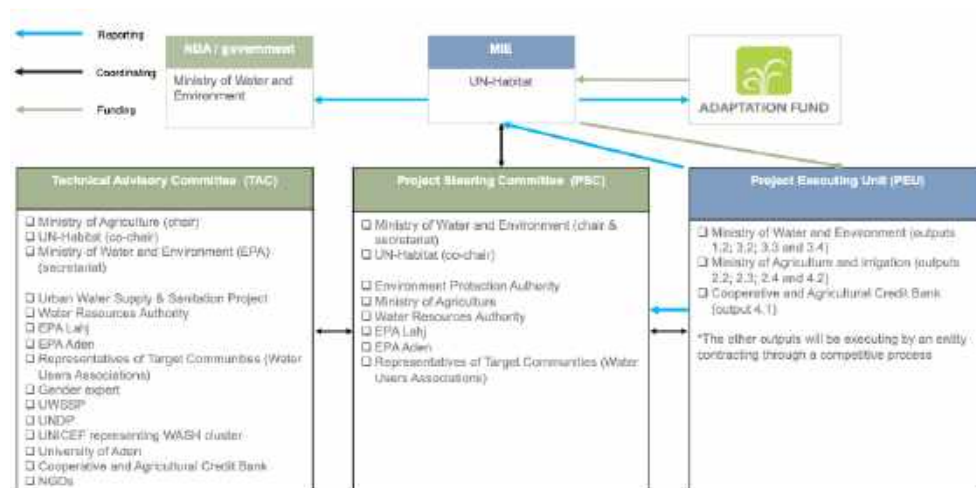 Reporting
Coordinating
Funding
NDA / government
Ministry of Water and
Environment
MIE
UN-Habitat
ADAPTATION FUND
Technical Advisory Committee (TAC)
Ministry of Agriculture (chair)
UN-Habitat (co-chair)
Ministry of Water and Environment (EPA)
(secretariat)
Urban Water Supply & Sanitation Project
Water Resources Authority
EPA Lahj
EPA Aden
Representatives of Target Communities (Water
Users Associations)
Gender expert
UWSSP
UNDP
UNICEF representing WASH cluster
University of Aden
Cooperative and Agricultural Credit Bank
NGOs
Project Steering Committee (PSC)
Ministry of Water and Environment (chair &
secretariat)
UN-Habitat (co-chair)
Environment Protection Authority
Ministry of Agriculture
Water Resources Authority
EPA Lahj
EPA Aden
Representatives of Target Communities (Water
Users Associations)
Project Executing Unit (PEU)
Ministry of Water and Environment (outputs
1.2; 3.2; 3.3 and 3.4)
Ministry of Agriculture and Irrigation (outputs
2.2; 2.3; 2.4 and 4.2)
Cooperative and Agricultural Credit Bank
(output 4.1)
*The other outputs will be executing by an entity
contracting through a competitive process